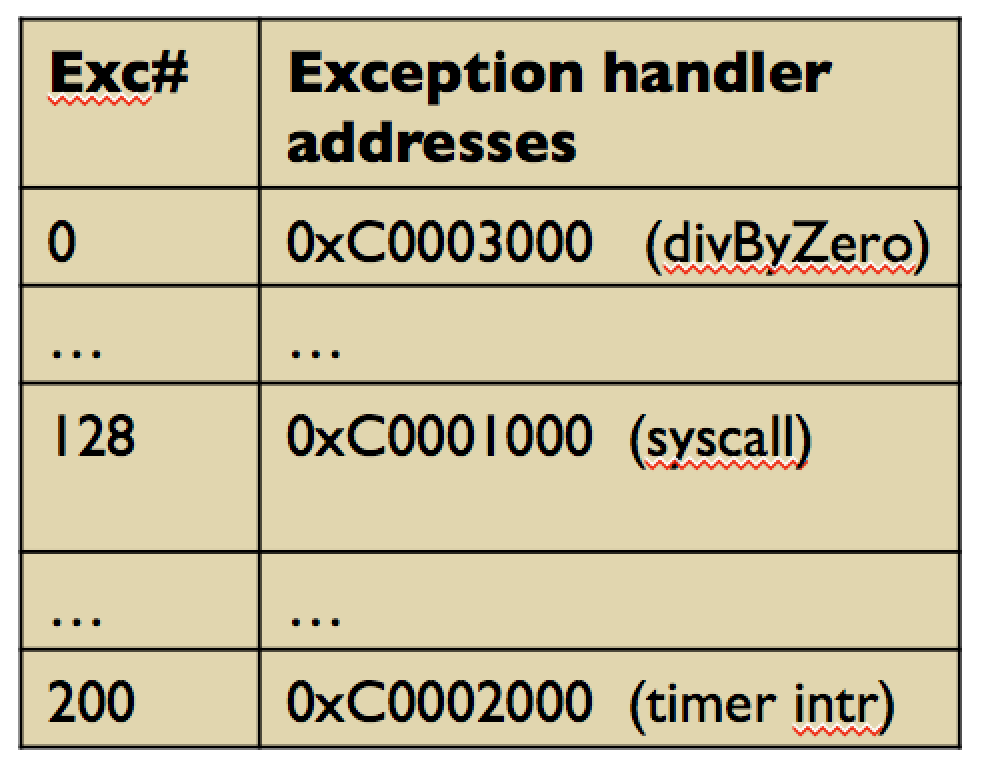 Exc# Exception handler
addresses
0 0xC0003000 (divByZero)
… …
128 0xC0001000 (syscall)
… …
200 0xC0002000 (timer intr)